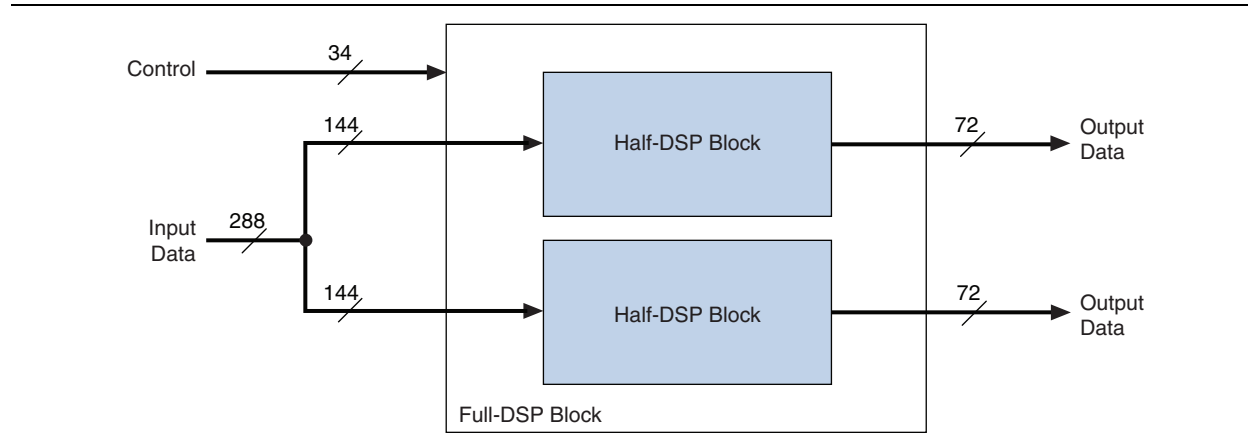 Control
34
144
Half-DSP Block
72
Output
Data
Input
Data
288
144
Half-DSP Block
72
Output
Data
Full-DSP Block